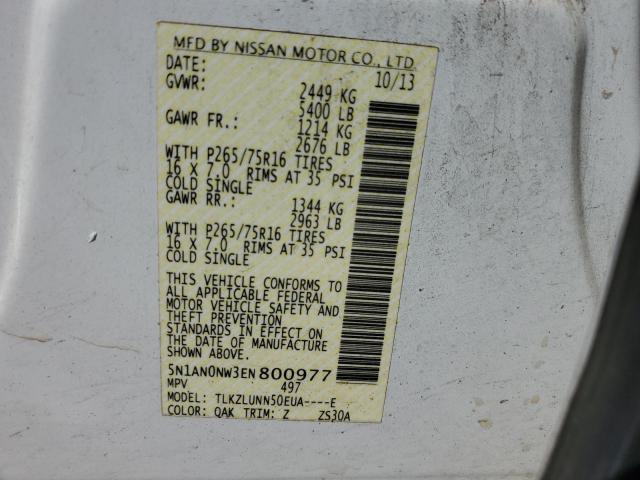 MFD BY NISSAN MOTOR CO., LTD.
DATE: 10/13
GVWR: 2449 KG
5400 LB
GAWR FR.: 1214 KG
2676 LB
WITH P265/75R16 TIRES
16 X 7.0 RIMS AT 35 PSI
COLD SINGLE
GAWR RR.: 1344 KG
2963 LB
WITH P265/75R16 TIRES
16 X 7.0 RIMS AT 35 PSI
COLD SINGLE
THIS VEHICLE CONFORMS TO
ALL APPLICABLE FEDERAL
MOTOR VEHICLE SAFETY AND
THEFT PREVENTION
STANDARDS IN EFFECT ON
THE DATE OF MANUFACTURE
SHOWN ABOVE.
5N1AN0NW3EN800977
MPV 497
MODEL: TLKZLUNN50EUA----E
COLOR: QAK TRIM: Z ZS30A